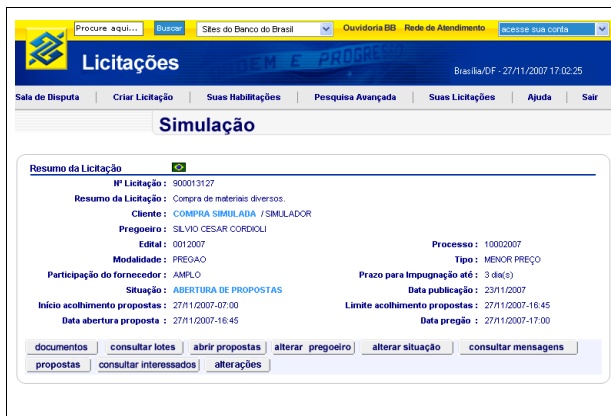 Procure aqui... Buscar Sites do Banco do Brasil Ouvidoria BB Rede de Atendimento acesse sua conta
Licitações
ORDEM E PROGRESSO
Brasília/DF - 27/11/2007 17:02:25
Sala de Disputa | Criar Licitação | Suas Habilitações | Pesquisa Avançada | Suas Licitações | Ajuda | Sair
Simulação
Resumo da Licitação
Nº Licitação : 900013127
Resumo da Licitação : Compra de materiais diversos.
Cliente : COMPRA SIMULADA / SIMULADOR
Pregoeiro : SILVIO CESAR CORDIOLI
Edital : 0012007 Processo : 10002007
Modalidade : PREGAO Tipo : MENOR PREÇO
Participação do fornecedor : AMPLO Prazo para Impugnação até : 3 dia(s)
Situação : ABERTURA DE PROPOSTAS Data publicação : 23/11/2007
Início acolhimento propostas : 27/11/2007-07:00 Limite acolhimento propostas : 27/11/2007-16:45
Data abertura proposta : 27/11/2007-16:45 Data pregão : 27/11/2007-17:00
documentos consultar lotes abrir propostas alterar pregoeiro alterar situação consultar mensagens
propostas consultar interessados alterações